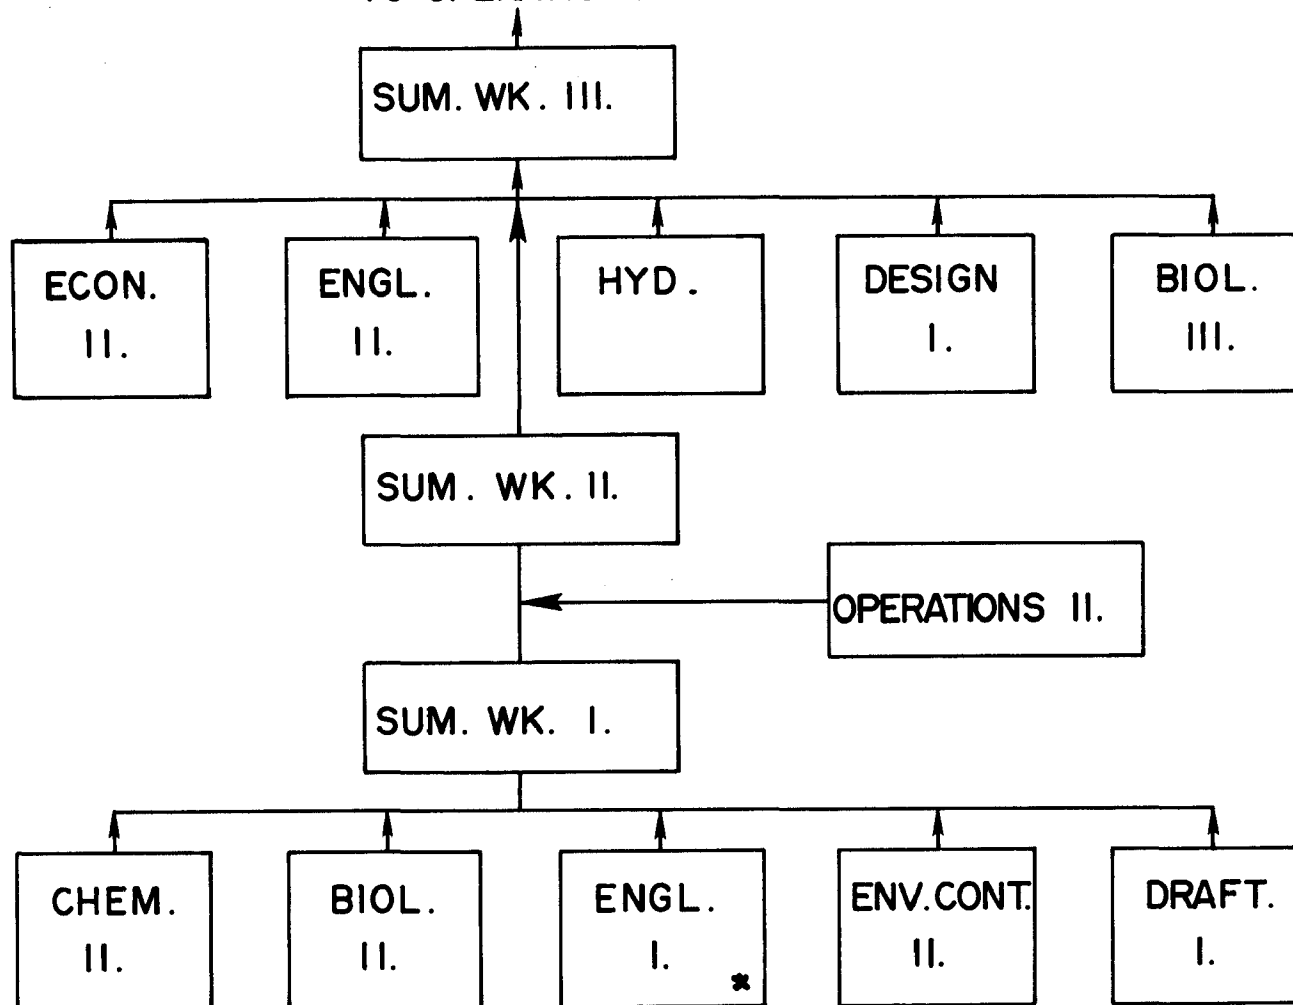 SUM. WK. III.
ECON.
II.
ENGL.
II.
HYD.
DESIGN
I.
BIOL.
III.
SUM. WK. II.
OPERATIONS II.
SUM. WK. I.
CHEM.
II.
BIOL.
II.
ENGL.
I. *
ENV. CONT.
II.
DRAFT.
I.